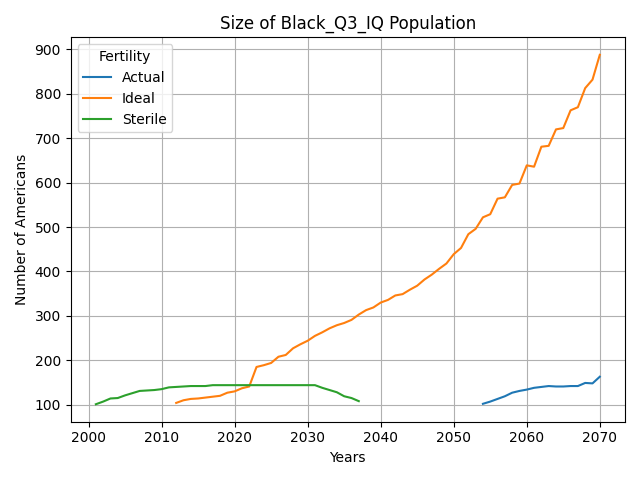 Size of Black_Q3_IQ Population
Number of Americans
900
800
700
600
500
400
300
200
100
Fertility
Actual
Ideal
Sterile
2000 2010 2020 2030 2040 2050 2060 2070
Years